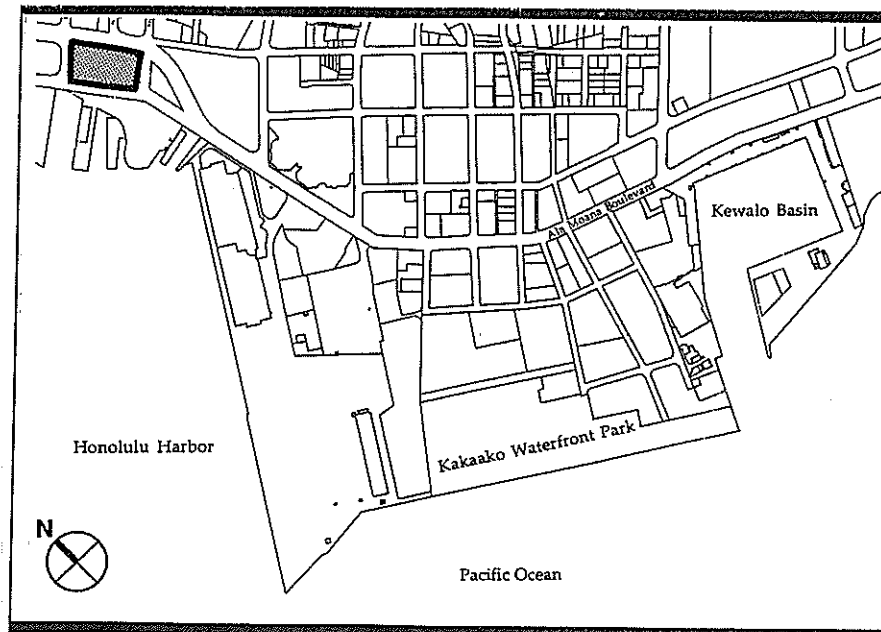 Ala Moana Boulevard
Kewalo Basin
Honolulu Harbor
Kakaako Waterfront Park
N
Pacific Ocean